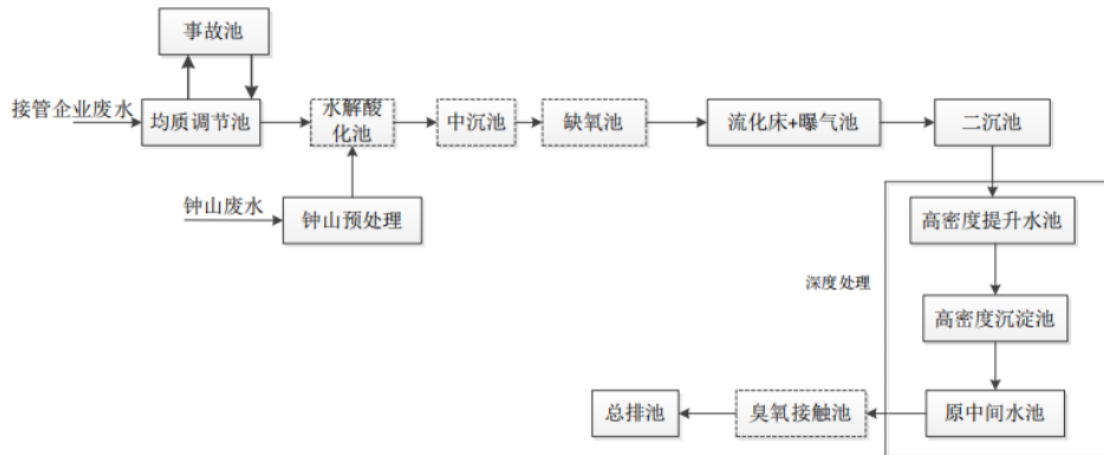 事故池
接管企业废水
均质调节池
水解酸
化池
中沉池
缺氧池
流化床+曝气池
二沉池
钟山废水
钟山预处理
高密度提升水池
深度处理
高密度沉淀池
总排池
臭氧接触池
原中间水池